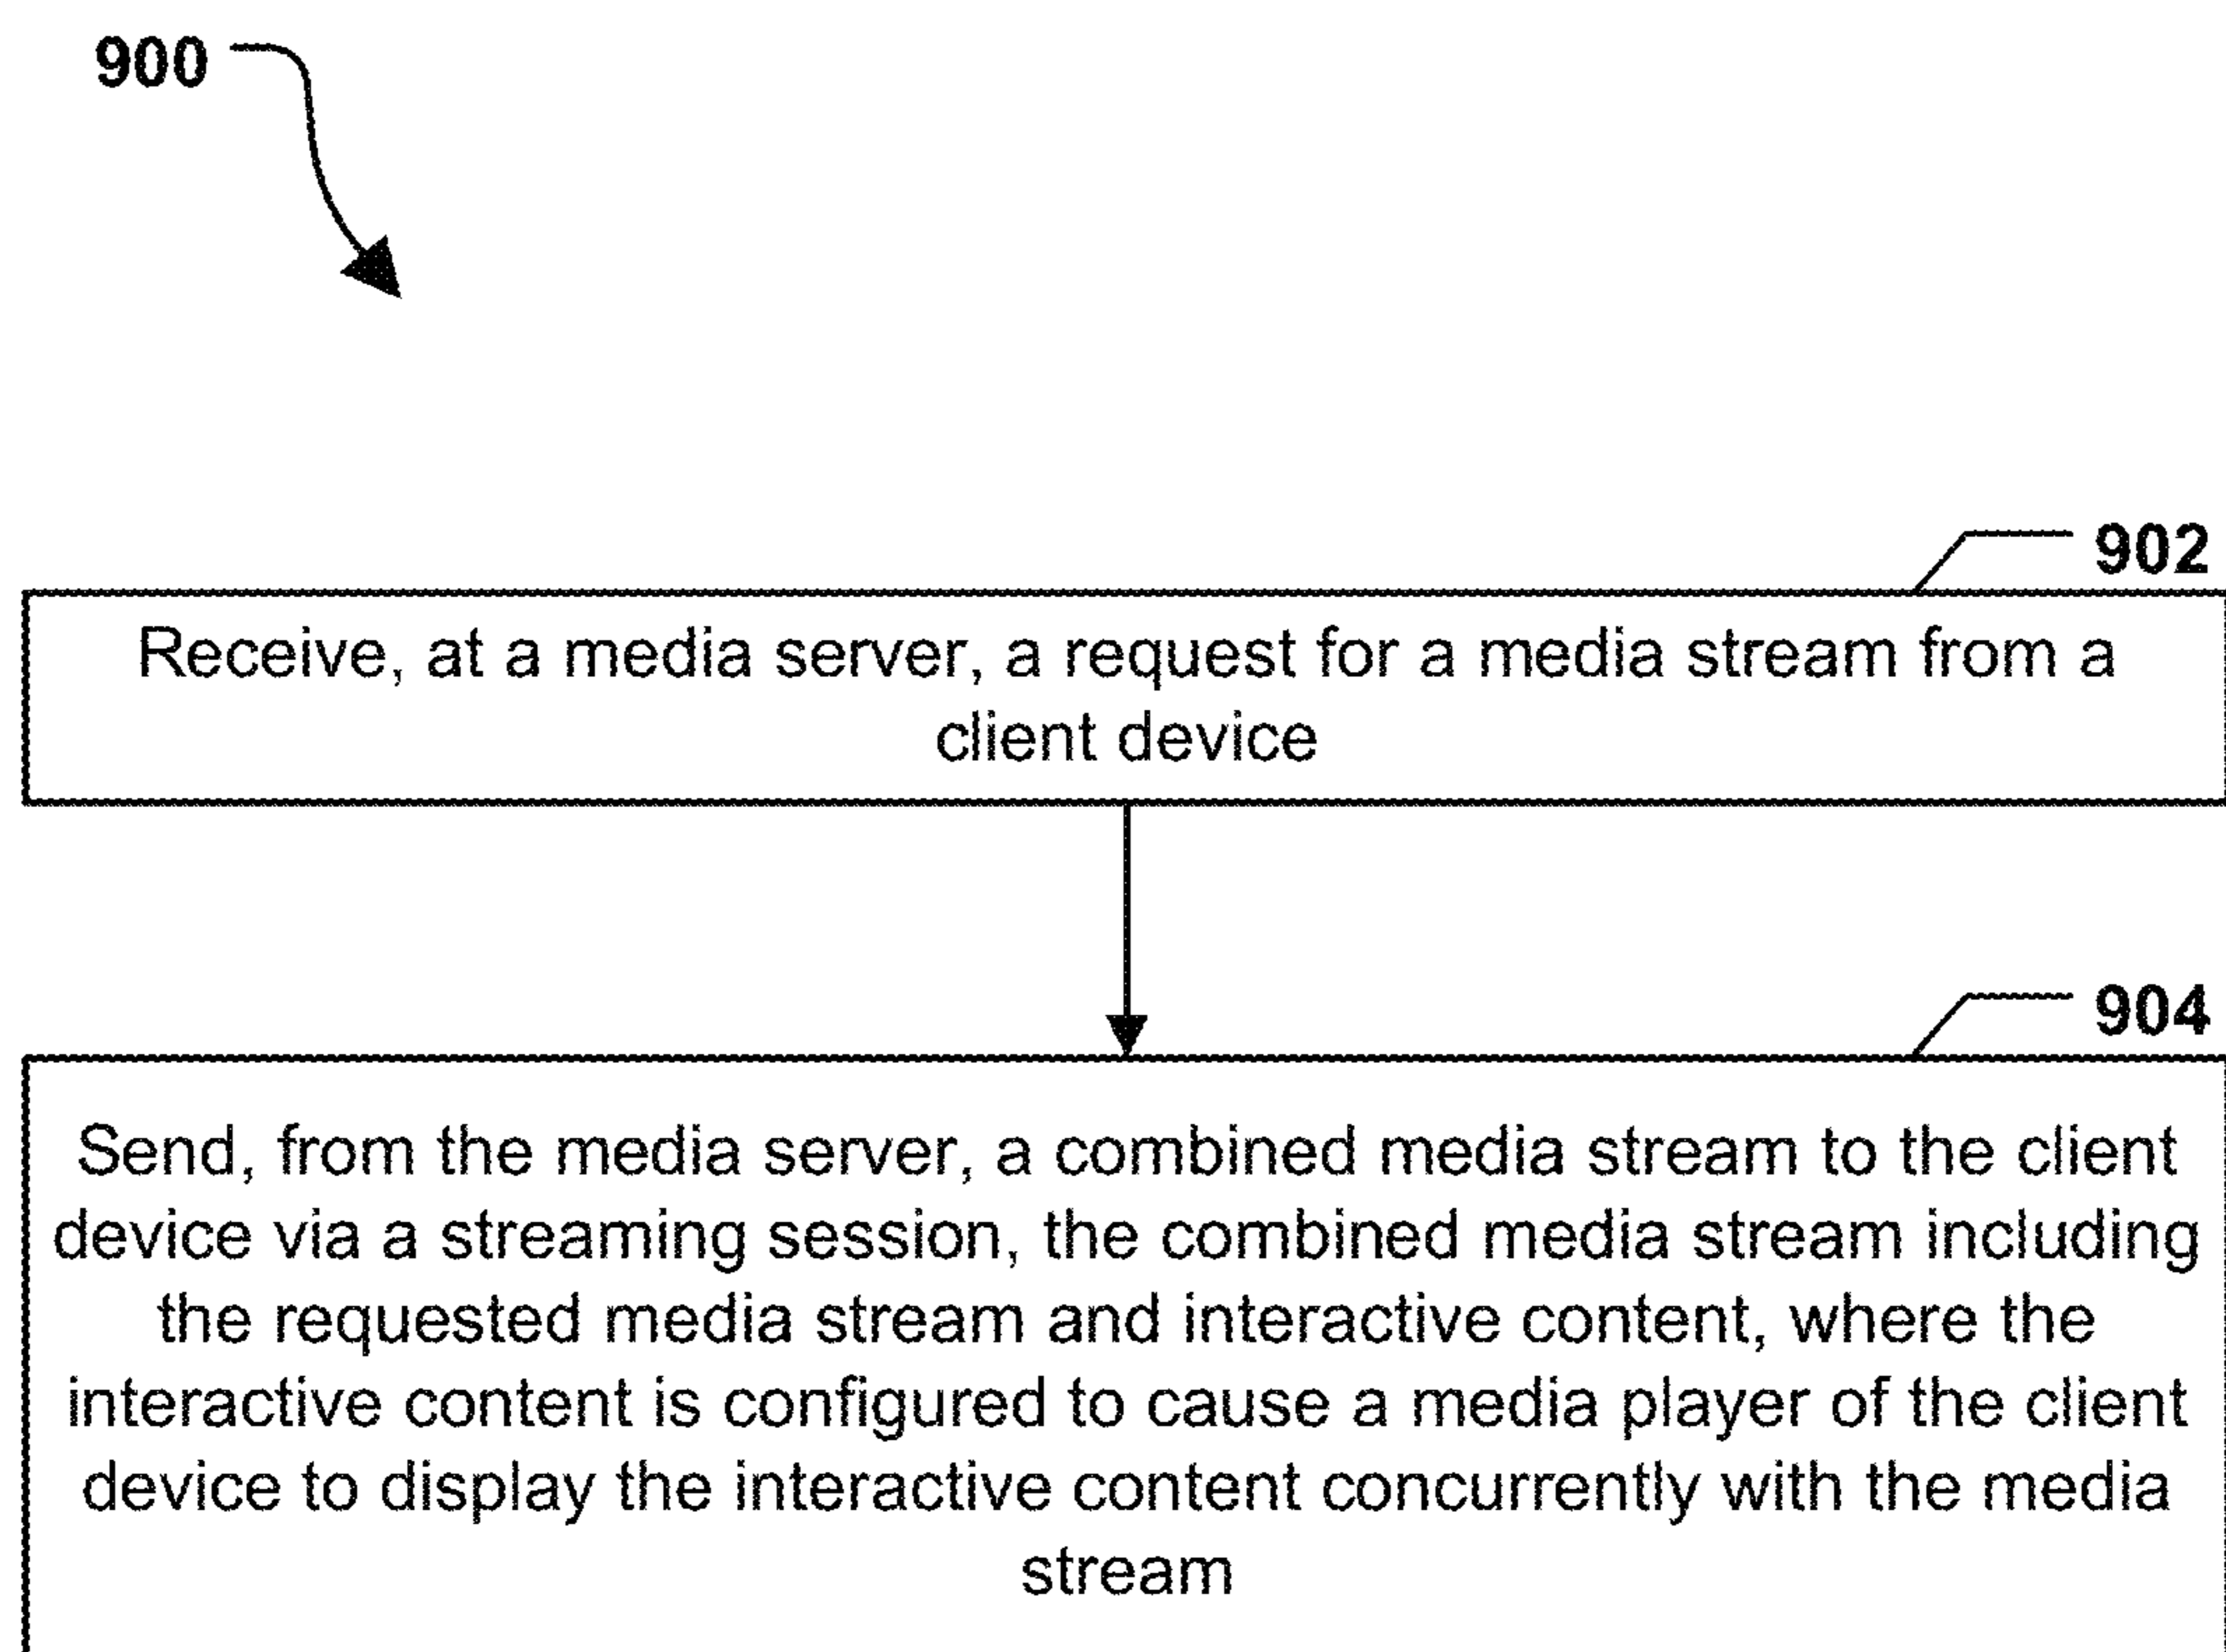 900
902
Receive, at a media server, a request for a media stream from a
client device
904
Send, from the media server, a combined media stream to the client
device via a streaming session, the combined media stream including
the requested media stream and interactive content, where the
interactive content is configured to cause a media player of the client
device to display the interactive content concurrently with the media
stream